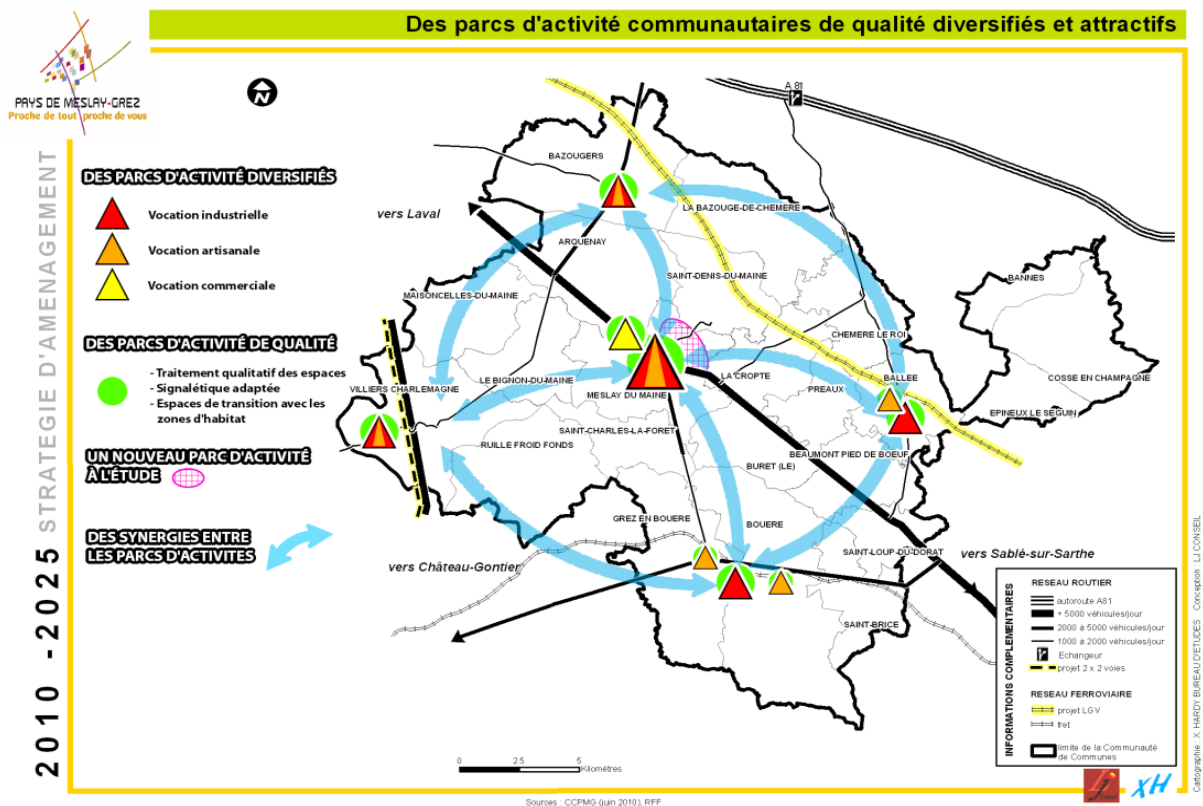 Des parcs d'activité communautaires de qualité diversifiés et attractifs
PAYS DE MESLAY-GREZ
Proche de tout proche de vous
2010 - 2025 STRATEGIE D'AMENAGEMENT
N
DES PARCS D'ACTIVITÉ DIVERSIFIÉS
Vocation industrielle
Vocation artisanale
Vocation commerciale
DES PARCS D'ACTIVITÉ DE QUALITÉ
- Traitement qualitatif des espaces
- Signalétique adaptée
- Espaces de transition avec les
zones d'habitat
UN NOUVEAU PARC D'ACTIVITÉ
À L'ÉTUDE
DES SYNERGIES ENTRE
LES PARCS D'ACTIVITES
A 81
BAZOUGERS
vers Laval
LA BAZOUGE-DE-CHEMERE
ARQUENAY
SAINT-DENIS-DU-MAINE
BANNES
MAISONCELLES-DU-MAINE
CHEMERE LE ROI
LA CROPTE
BALLEE
COSSE EN CHAMPAGNE
LE BIGNON-DU-MAINE
VILLIERS CHARLEMAGNE
PREAUX
MESLAY DU MAINE
EPINEUX LE SEGUIN
SAINT-CHARLES-LA-FORET
RUILLE FROID FONDS
BEAUMONT PIED DE BOEUF
BURET (LE)
GREZ EN BOUERE
BOUERE
SAINT-LOUP-DU-DORAT
vers Sablé-sur-Sarthe
vers Château-Gontier
SAINT-BRICE
INFORMATIONS COMPLEMENTAIRES
RESEAU ROUTIER
autoroute A81
+ 5000 véhicules/jour
2000 à 5000 véhicules/jour
1000 à 2000 véhicules/jour
Echangeur
projet 2 x 2 voies
RESEAU FERROVIAIRE
projet LGV
fret
limite de la Communauté
de Communes
0 2.5 5
Kilomètres
Sources : CCPMG (juin 2010), RFF
Cartographie : X. HARDY BUREAU D'ETUDES Conception : LJ CONSEIL
XH